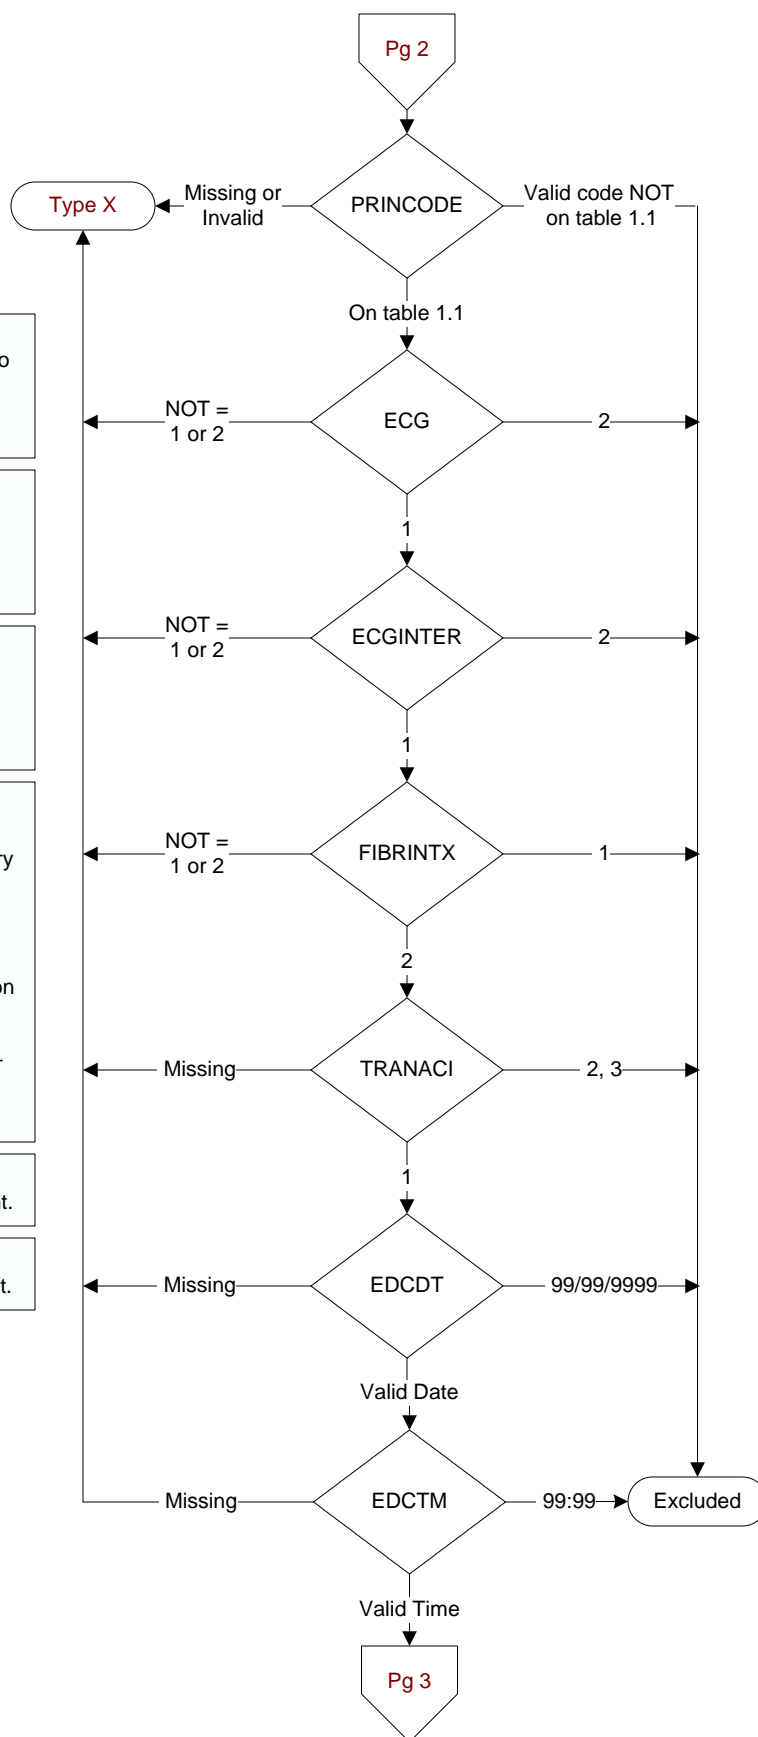 Pg 2
Missing or
Invalid
Type X
PRINCODE
Valid code NOT
on table 1.1
On table 1.1
NOT =
1 or 2
ECG
2
1
NOT =
1 or 2
ECGINTER
2
1
NOT =
1 or 2
FIBRINTX
1
2
Missing
TRANACI
2, 3
1
Missing
EDCDT
99/99/9999
Valid Date
Missing
EDCTM
99:99
Excluded
Valid Time
Pg 3